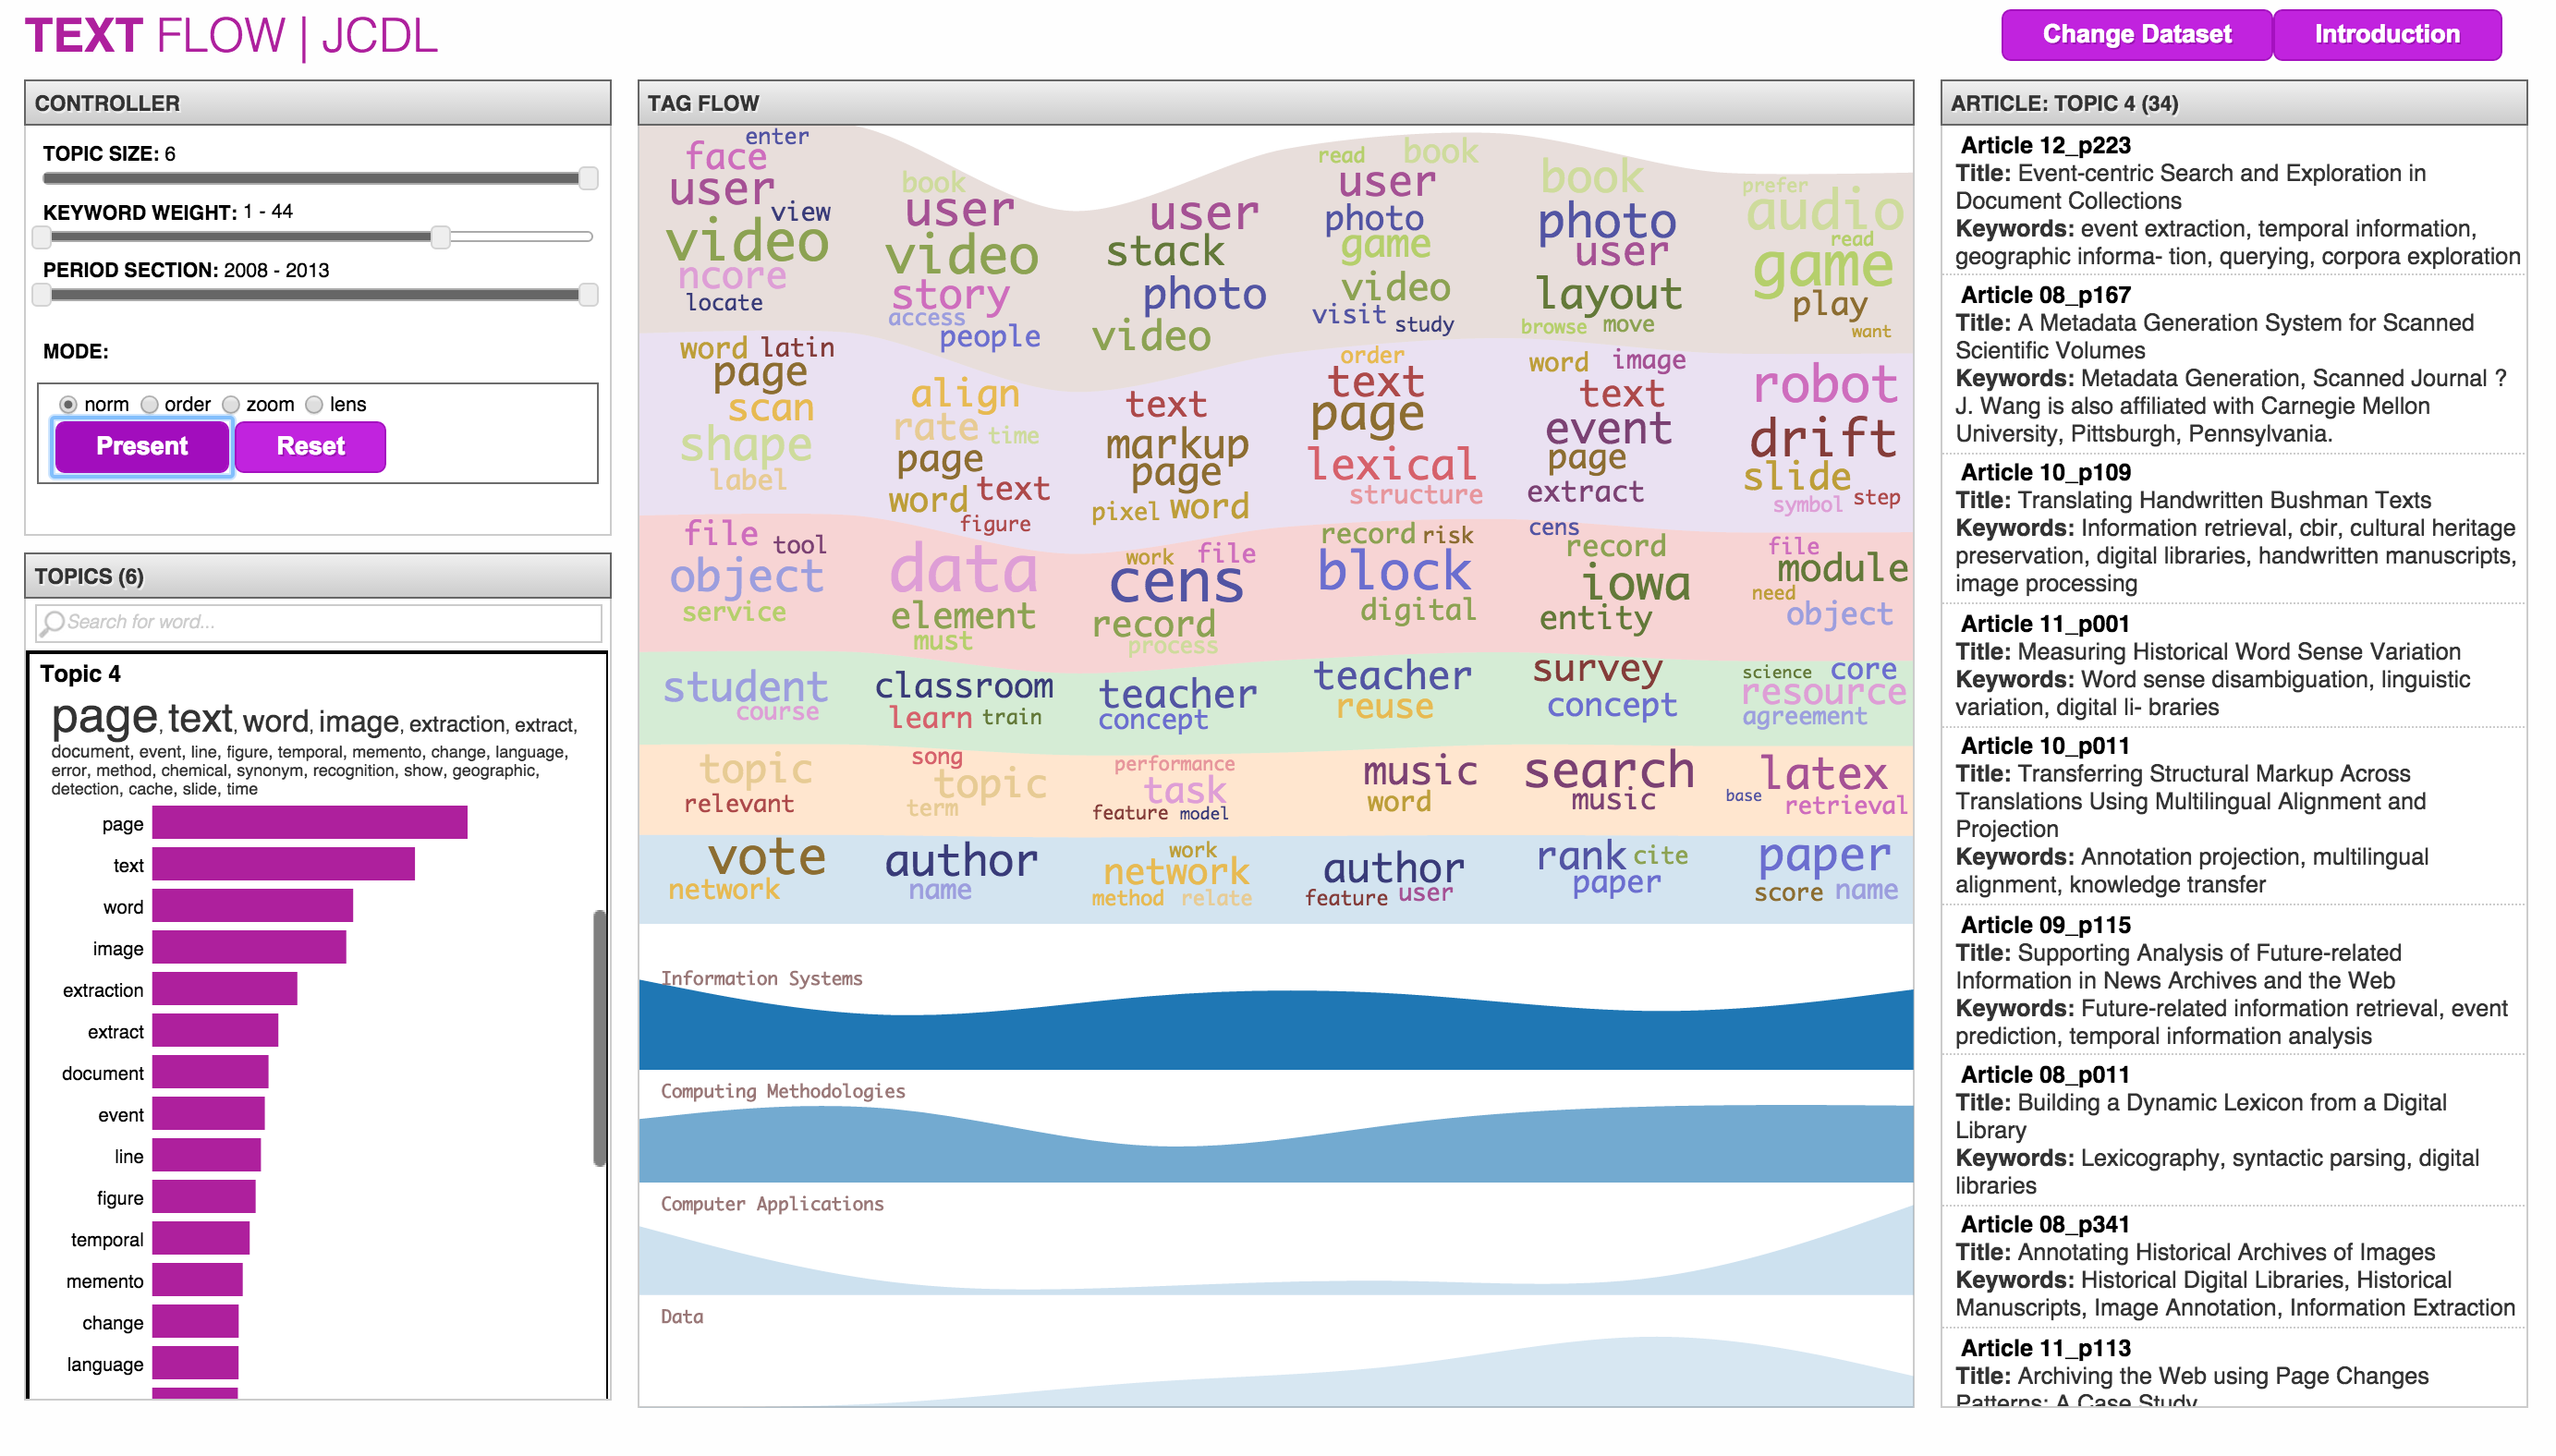 TEXT FLOW | JCDL
Change Dataset
Introduction
CONTROLLER
TOPIC SIZE: 6
KEYWORD WEIGHT: 1 - 44
PERIOD SECTION: 2008 - 2013
MODE:
norm order zoom lens
Present
Reset
TOPICS (6)
Search for word...
Topic 4
page, text, word, image, extraction, extract,
document, event, line, figure, temporal, memento, change, language,
error, method, chemical, synonym, recognition, show, geographic,
detection, cache, slide, time
page
text
word
image
extraction
extract
document
event
line
figure
temporal
memento
change
language
TAG FLOW
enter
face
user
view
video
ncore
locate
book
user
video
story
access
people
user
stack
photo
video
read book
user
photo
game
video
visit study
book
photo
user
layout
browse move
prefer
audio
read
game
play
want
word latin
page
scan
shape
label
align
rate time
page
word text
figure
text
markup
page
pixel word
order
text
page
lexical
structure
word image
text
event
page
extract
robot
drift
slide
symbol step
file tool
object
service
data
element
must
work file
cens
record
process
record risk
block
digital
cens
record
iowa
entity
file
module
need
object
student
course
classroom
learn train
teacher
concept
teacher
reuse
survey
concept
science core
resource
agreement
topic
relevant
song
topic
term
performance
task
feature model
music
word
search
music
latex
base retrieval
vote
network
author
name
work
network
method relate
author
feature user
rank cite
paper
paper
score name
Information Systems
Computing Methodologies
Computer Applications
Data
ARTICLE: TOPIC 4 (34)
Article 12_p223
Title: Event-centric Search and Exploration in
Document Collections
Keywords: event extraction, temporal information,
geographic informa- tion, querying, corpora exploration
Article 08_p167
Title: A Metadata Generation System for Scanned
Scientific Volumes
Keywords: Metadata Generation, Scanned Journal ?
J. Wang is also affiliated with Carnegie Mellon
University, Pittsburgh, Pennsylvania.
Article 10_p109
Title: Translating Handwritten Bushman Texts
Keywords: Information retrieval, cbir, cultural heritage
preservation, digital libraries, handwritten manuscripts,
image processing
Article 11_p001
Title: Measuring Historical Word Sense Variation
Keywords: Word sense disambiguation, linguistic
variation, digital li- braries
Article 10_p011
Title: Transferring Structural Markup Across
Translations Using Multilingual Alignment and
Projection
Keywords: Annotation projection, multilingual
alignment, knowledge transfer
Article 09_p115
Title: Supporting Analysis of Future-related
Information in News Archives and the Web
Keywords: Future-related information retrieval, event
prediction, temporal information analysis
Article 08_p011
Title: Building a Dynamic Lexicon from a Digital
Library
Keywords: Lexicography, syntactic parsing, digital
libraries
Article 08_p341
Title: Annotating Historical Archives of Images
Keywords: Historical Digital Libraries, Historical
Manuscripts, Image Annotation, Information Extraction
Article 11_p113
Title: Archiving the Web using Page Changes
Patterns: A Case Study